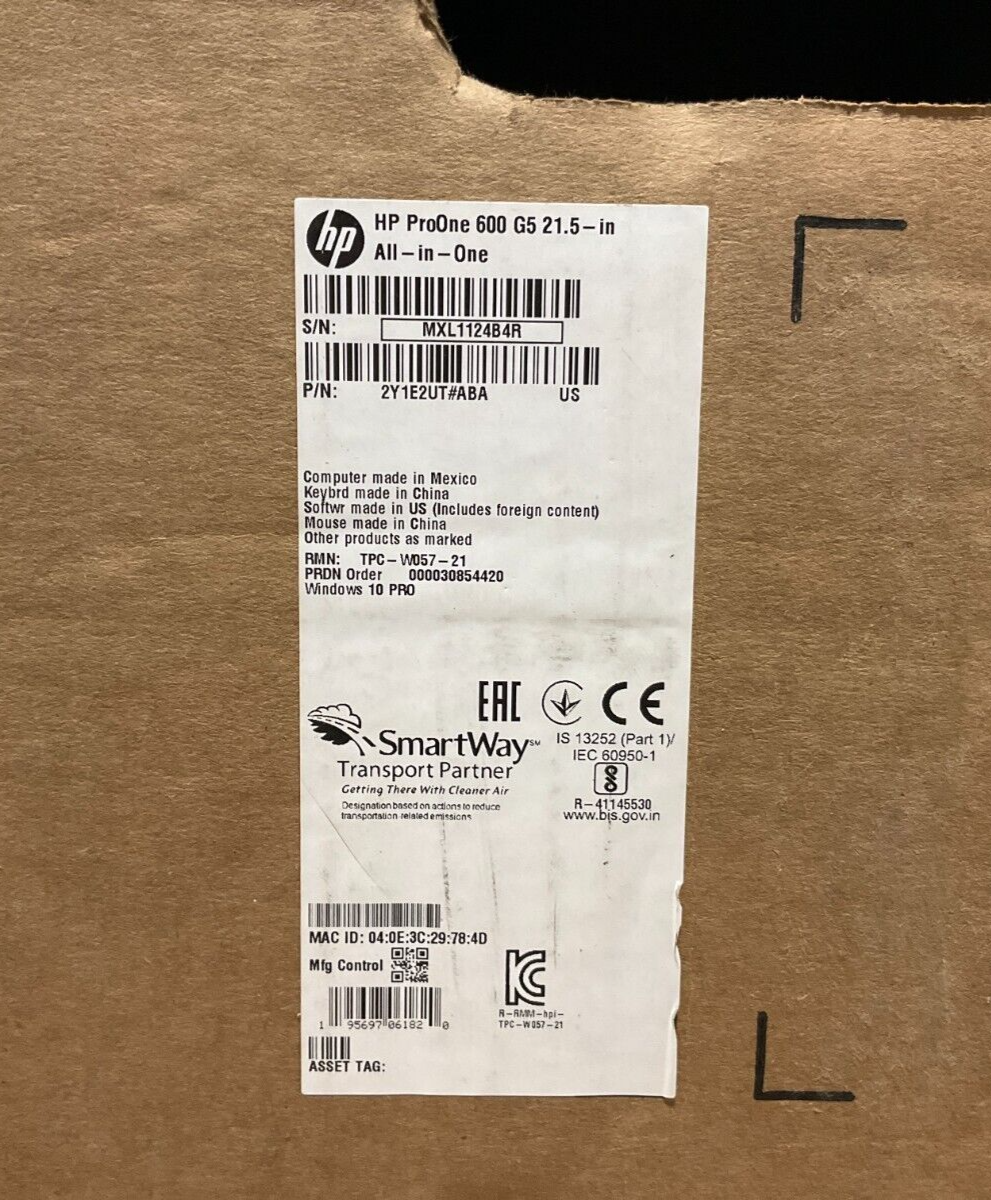 hp
HP ProOne 600 G5 21.5-in
All-in-One
S/N: MXL1124B4R
P/N: 2Y1E2UT#ABA US
Computer made in Mexico
Keybrd made in China
Softwr made in US (Includes foreign content)
Mouse made in China
Other products as marked
RMN: TPC-W057-21
PRDN Order 000030854420
Windows 10 PRO
EAC CE
SmartWay SM
Transport Partner
Getting There With Cleaner Air
Designation based on actions to reduce
transportation-related emissions
IS 13252 (Part 1)/
IEC 60950-1
R-41145530
www.bis.gov.in
MAC ID: 04:0E:3C:29:78:4D
Mfg Control
1 95697 06182 0
R-RMM-hpi-
TPC-W057-21
ASSET TAG: